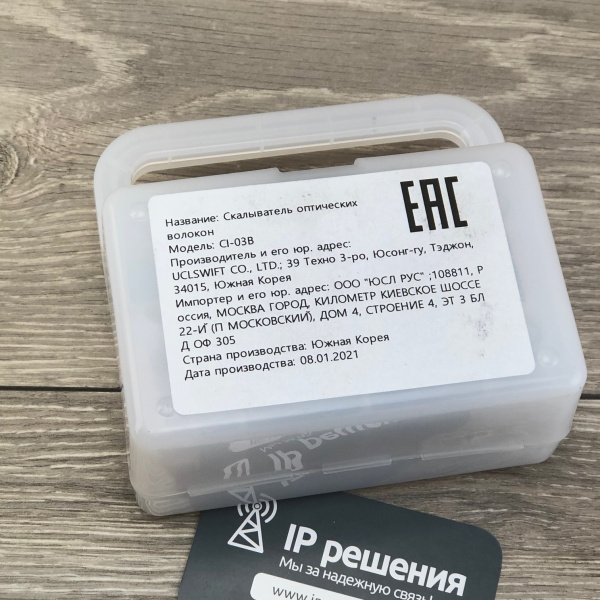 EAC
Название: Скалыватель оптических
волокон
Модель: CI-03B
Производитель и его юр. адрес:
UCLSWIFT CO., LTD.; 39 Техно 3-ро, Юсонг-гу, Тэджон,
34015, Южная Корея
Импортер и его юр. адрес: ООО "ЮСЛ РУС" ;108811, Р
оссия, МОСКВА ГОРОД, КИЛОМЕТР КИЕВСКОЕ ШОССЕ
22-Й (П МОСКОВСКИЙ), ДОМ 4, СТРОЕНИЕ 4, ЭТ 3 БЛ
Д ОФ 305
Страна производства: Южная Корея
Дата производства: 08.01.2021
IP решения
Мы за надежную связь!